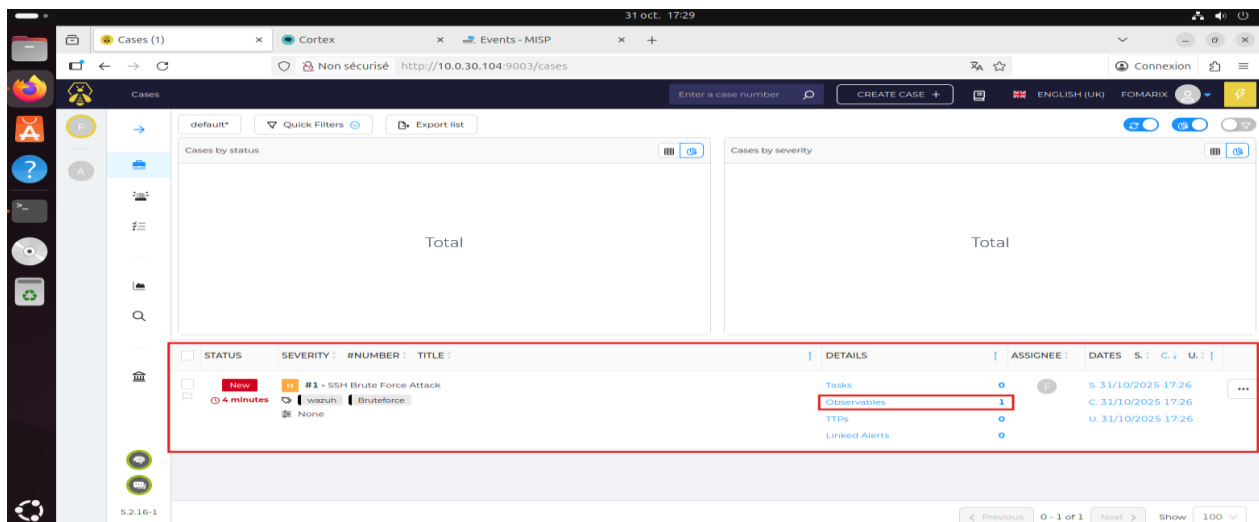 31 oct. 17:29
Cases (1)
Cortex
Events - MISP
Non sécurisé http://10.0.30.104:9003/cases
Connexion
Cases
Enter a case number
CREATE CASE +
ENGLISH (UK)
FOMARIX
F
default*
Quick Filters
Export list
A
Cases by status
Cases by severity
Total
Total
STATUS SEVERITY #NUMBER TITLE DETAILS ASSIGNEE DATES S. C. U.
New H #1 - SSH Brute Force Attack Tasks 0 F S. 31/10/2025 17:26
4 minutes wazuh Bruteforce Observables 1 C. 31/10/2025 17:26
None TTPs 0 U. 31/10/2025 17:26
Linked Alerts 0
5.2.16-1
< Previous 0 - 1 of 1 Next > Show 100